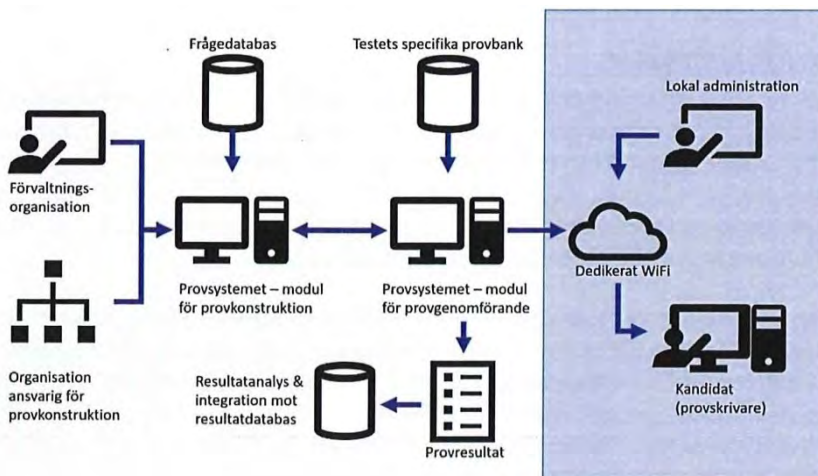 Frågedatabas
Testets specifika provbank
Lokal administration
Förvaltnings-
organisation
Dedikerat WiFi
Provsystemet – modul
för provkonstruktion
Provsystemet – modul
för provgenomförande
Organisation
ansvarig för
provkonstruktion
Resultatanalys &
integration mot
resultatdatabas
Provresultat
Kandidat
(provskrivare)